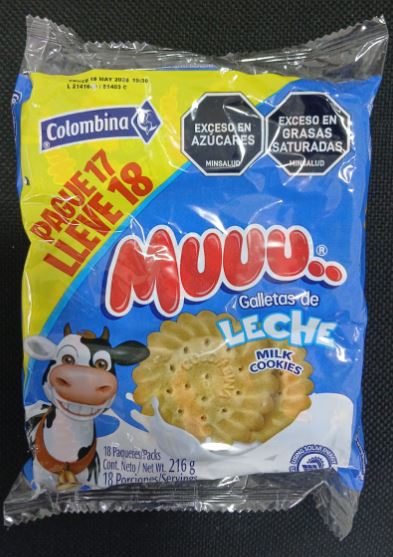 Colombina
®
¡PAGUE 17
LLEVE 18
EXCESO EN
AZÚCARES
MINSALUD
EXCESO EN
GRASAS
SATURADAS
MINSALUD
MUUU..®
Galletas de
LECHE
MILK
COOKIES
18 Paquetes/Packs
Cont. Neto / Net Wt. 216 g
18 Porciones/Servings